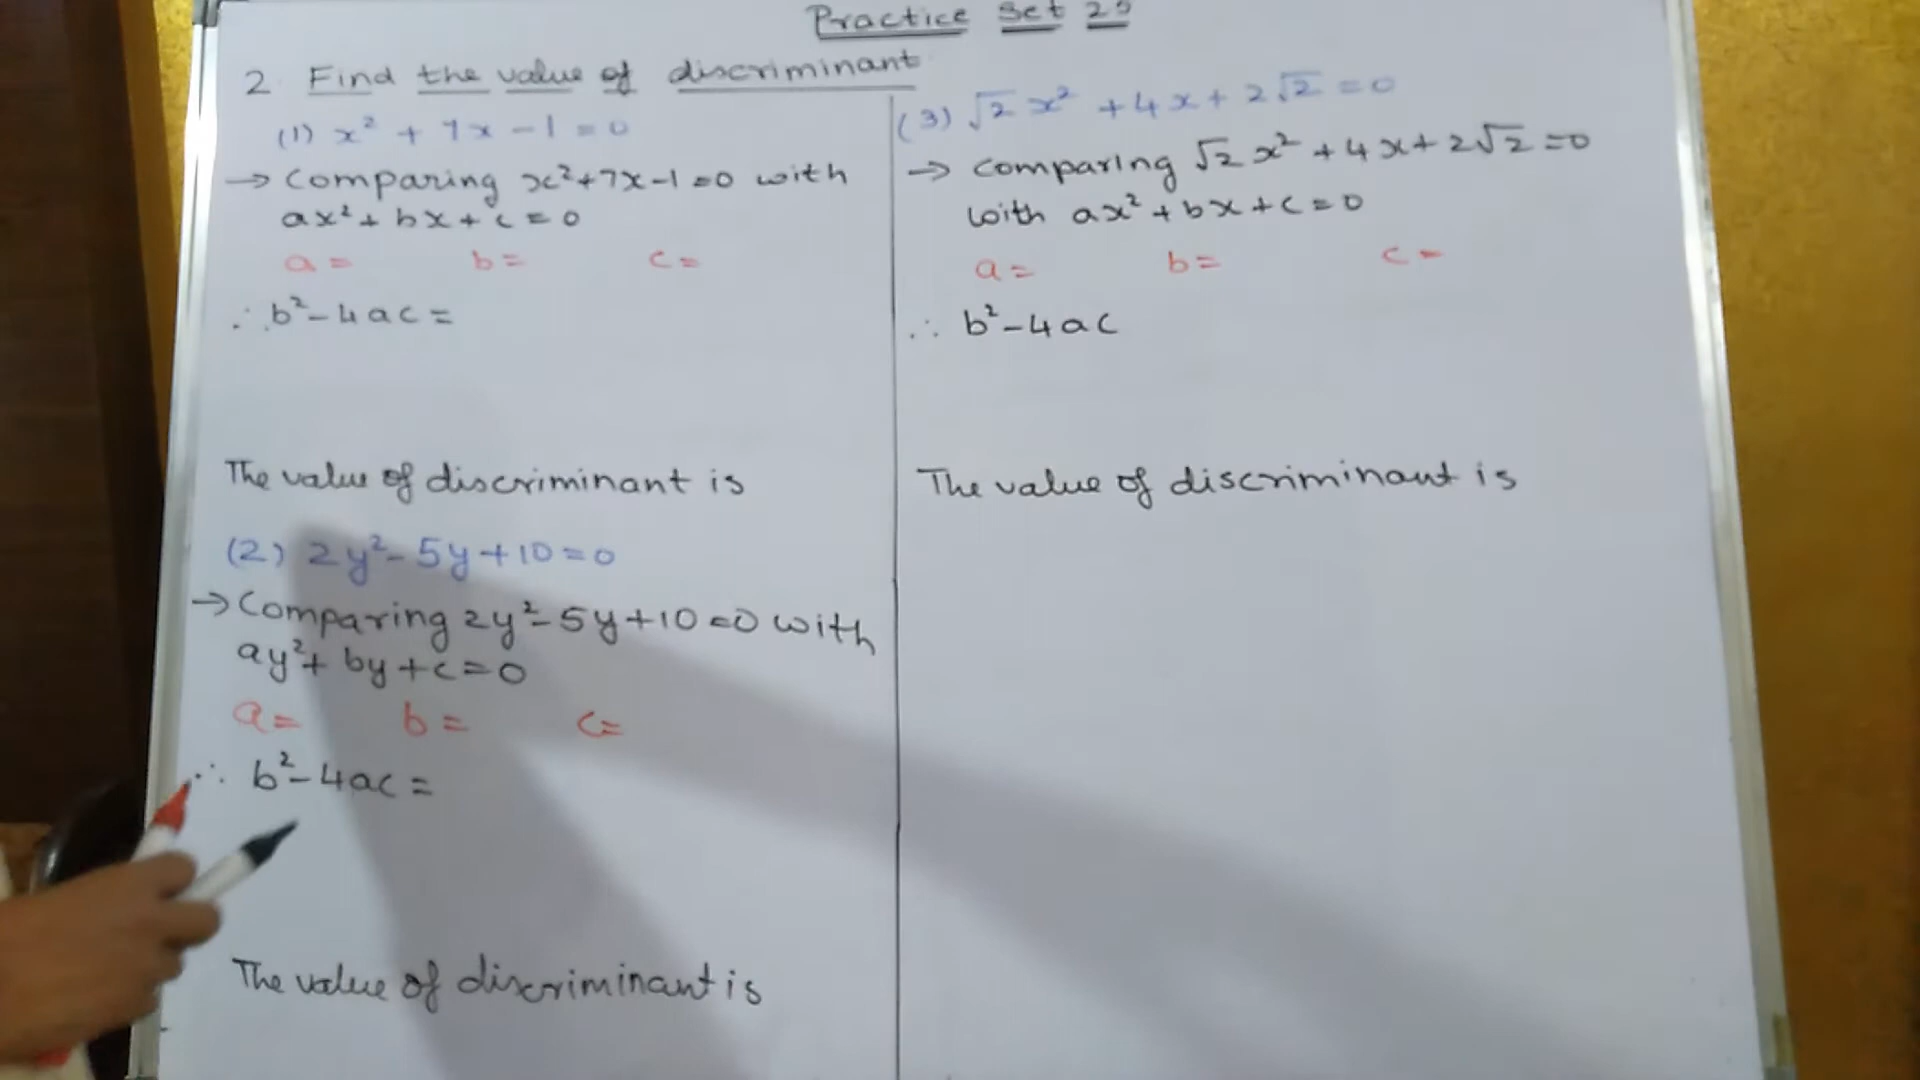 Practice Set 25
2. Find the value of discriminant
(1) x² + 7x - 1 = 0
→ Comparing x²+7x-1=0 with
ax² + bx + c = 0
a = b = c =
∴ b² - 4ac =
The value of discriminant is
(2) 2y² - 5y + 10 = 0
→ Comparing 2y² - 5y + 10 = 0 with
ay² + by + c = 0
a = b = c =
∴ b² - 4ac =
The value of discriminant is
(3) √2 x² + 4x + 2√2 = 0
→ Comparing √2 x² + 4x + 2√2 = 0
with ax² + bx + c = 0
a = b = c =
∴ b² - 4ac
The value of discriminant is